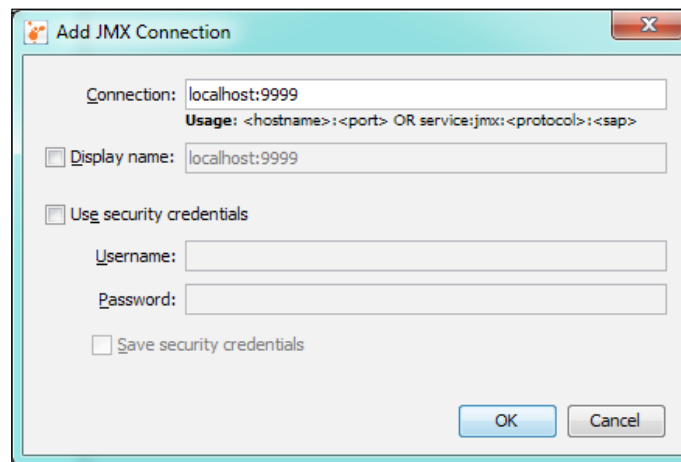 Add JMX Connection
Connection: localhost:9999
Usage: <hostname>:<port> OR service:jmx:<protocol>:<sap>
Display name: localhost:9999
Use security credentials
Username:
Password:
Save security credentials
OK Cancel